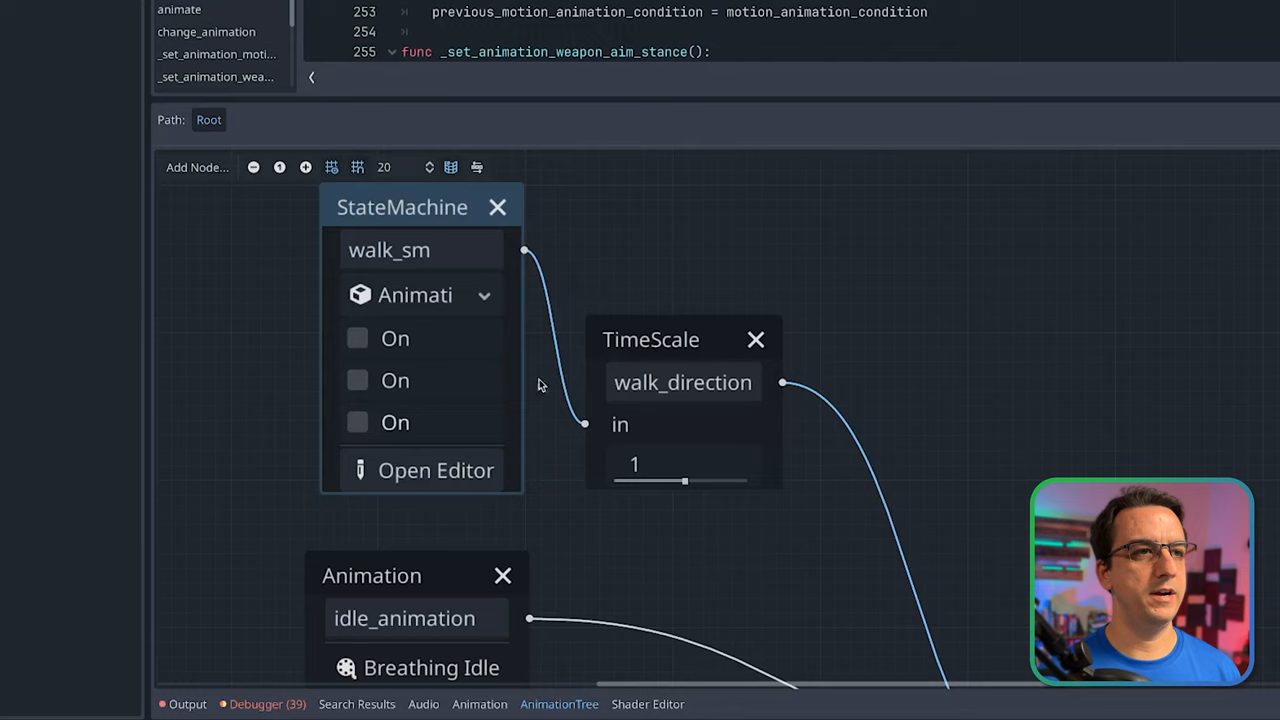 animate
change_animation
_set_animation_moti...
_set_animation_wea...
253 previous_motion_animation_condition = motion_animation_condition
254
255 func _set_animation_weapon_aim_stance():
Path: Root
Add Node... 20
StateMachine
walk_sm
Animati
On
On
On
Open Editor
TimeScale
walk_direction
in
1
Animation
idle_animation
Breathing Idle
Output Debugger (39) Search Results Audio Animation AnimationTree Shader Editor